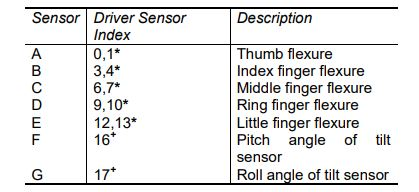 Sensor Driver Sensor Description
Index
A 0,1* Thumb flexure
B 3,4* Index finger flexure
C 6,7* Middle finger flexure
D 9,10* Ring finger flexure
E 12,13* Little finger flexure
F 16+ Pitch angle of tilt
sensor
G 17+ Roll angle of tilt sensor